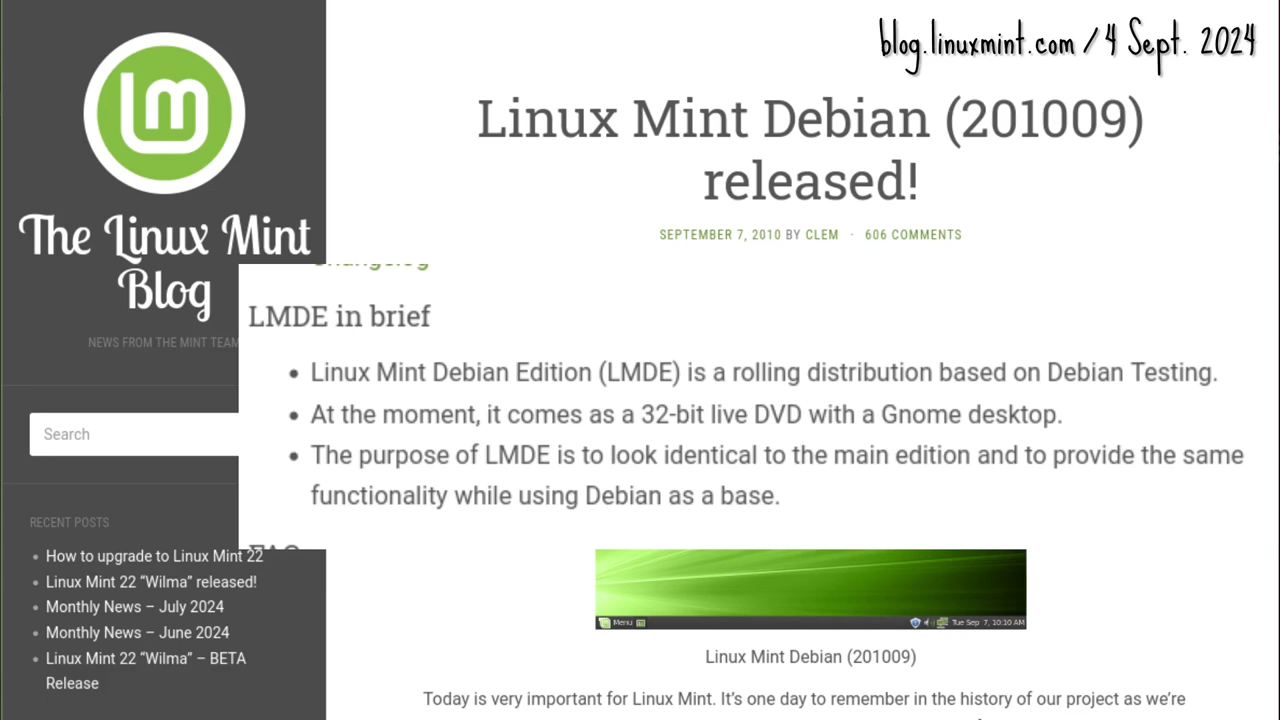 blog.linuxmint.com / 4 Sept. 2024
lm
The Linux Mint
Blog
NEWS FROM THE MINT TEAM
Search
RECENT POSTS
How to upgrade to Linux Mint 22
Linux Mint 22 “Wilma” released!
Monthly News – July 2024
Monthly News – June 2024
Linux Mint 22 “Wilma” – BETA
Release
Linux Mint Debian (201009)
released!
SEPTEMBER 7, 2010 BY CLEM · 606 COMMENTS
Changelog
LMDE in brief
• Linux Mint Debian Edition (LMDE) is a rolling distribution based on Debian Testing.
• At the moment, it comes as a 32-bit live DVD with a Gnome desktop.
• The purpose of LMDE is to look identical to the main edition and to provide the same
functionality while using Debian as a base.
FAQ
Menu
Tue Sep 7, 10:10 AM
Linux Mint Debian (201009)
Today is very important for Linux Mint. It’s one day to remember in the history of our project as we’re